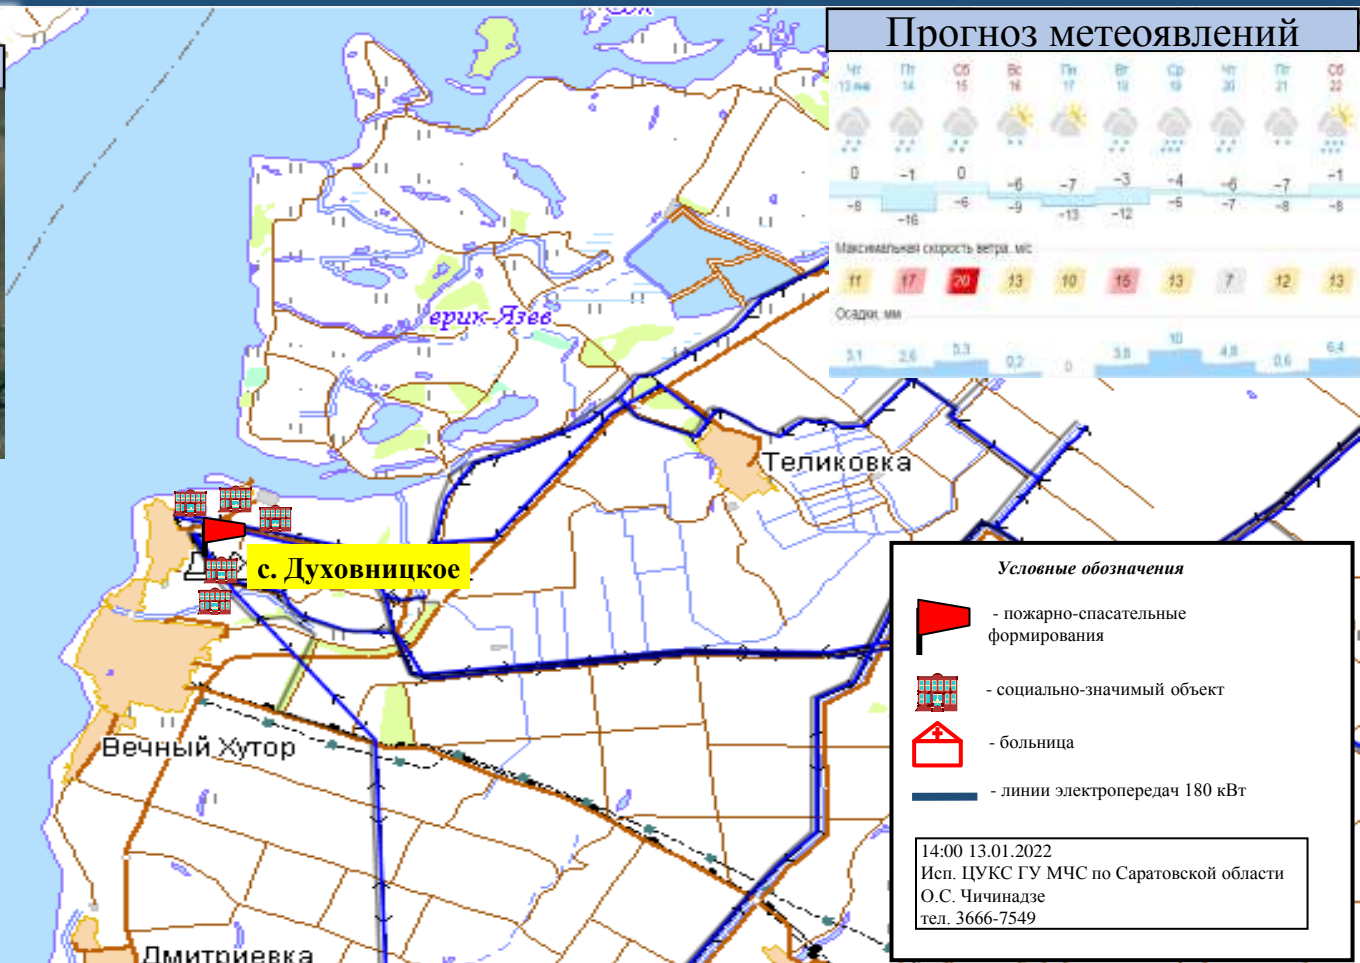 Прогноз метеоявлений
Чт Пт Сб Вс Пн Вт Ср Чт Пт Сб
13 янв 14 15 16 17 18 19 20 21 22
0 -1 0 -6 -7 -3 -4 -6 -7 -1
-8 -16 -6 -9 -13 -12 -5 -7 -8 -8
Максимальная скорость ветра, м/с
11 17 20 13 10 15 13 7 12 13
Осадки, мм
3,1 2,6 5,3 0,2 0 3,8 10 4,8 0,6 6,4
ерик Язев
Теликовка
с. Духовницкое
Вечный Хутор
Дмитриевка
Условные обозначения
- пожарно-спасательные
формирования
- социально-значимый объект
- больница
- линии электропередач 180 кВт
14:00 13.01.2022
Исп. ЦУКС ГУ МЧС по Саратовской области
О.С. Чичинадзе
тел. 3666-7549